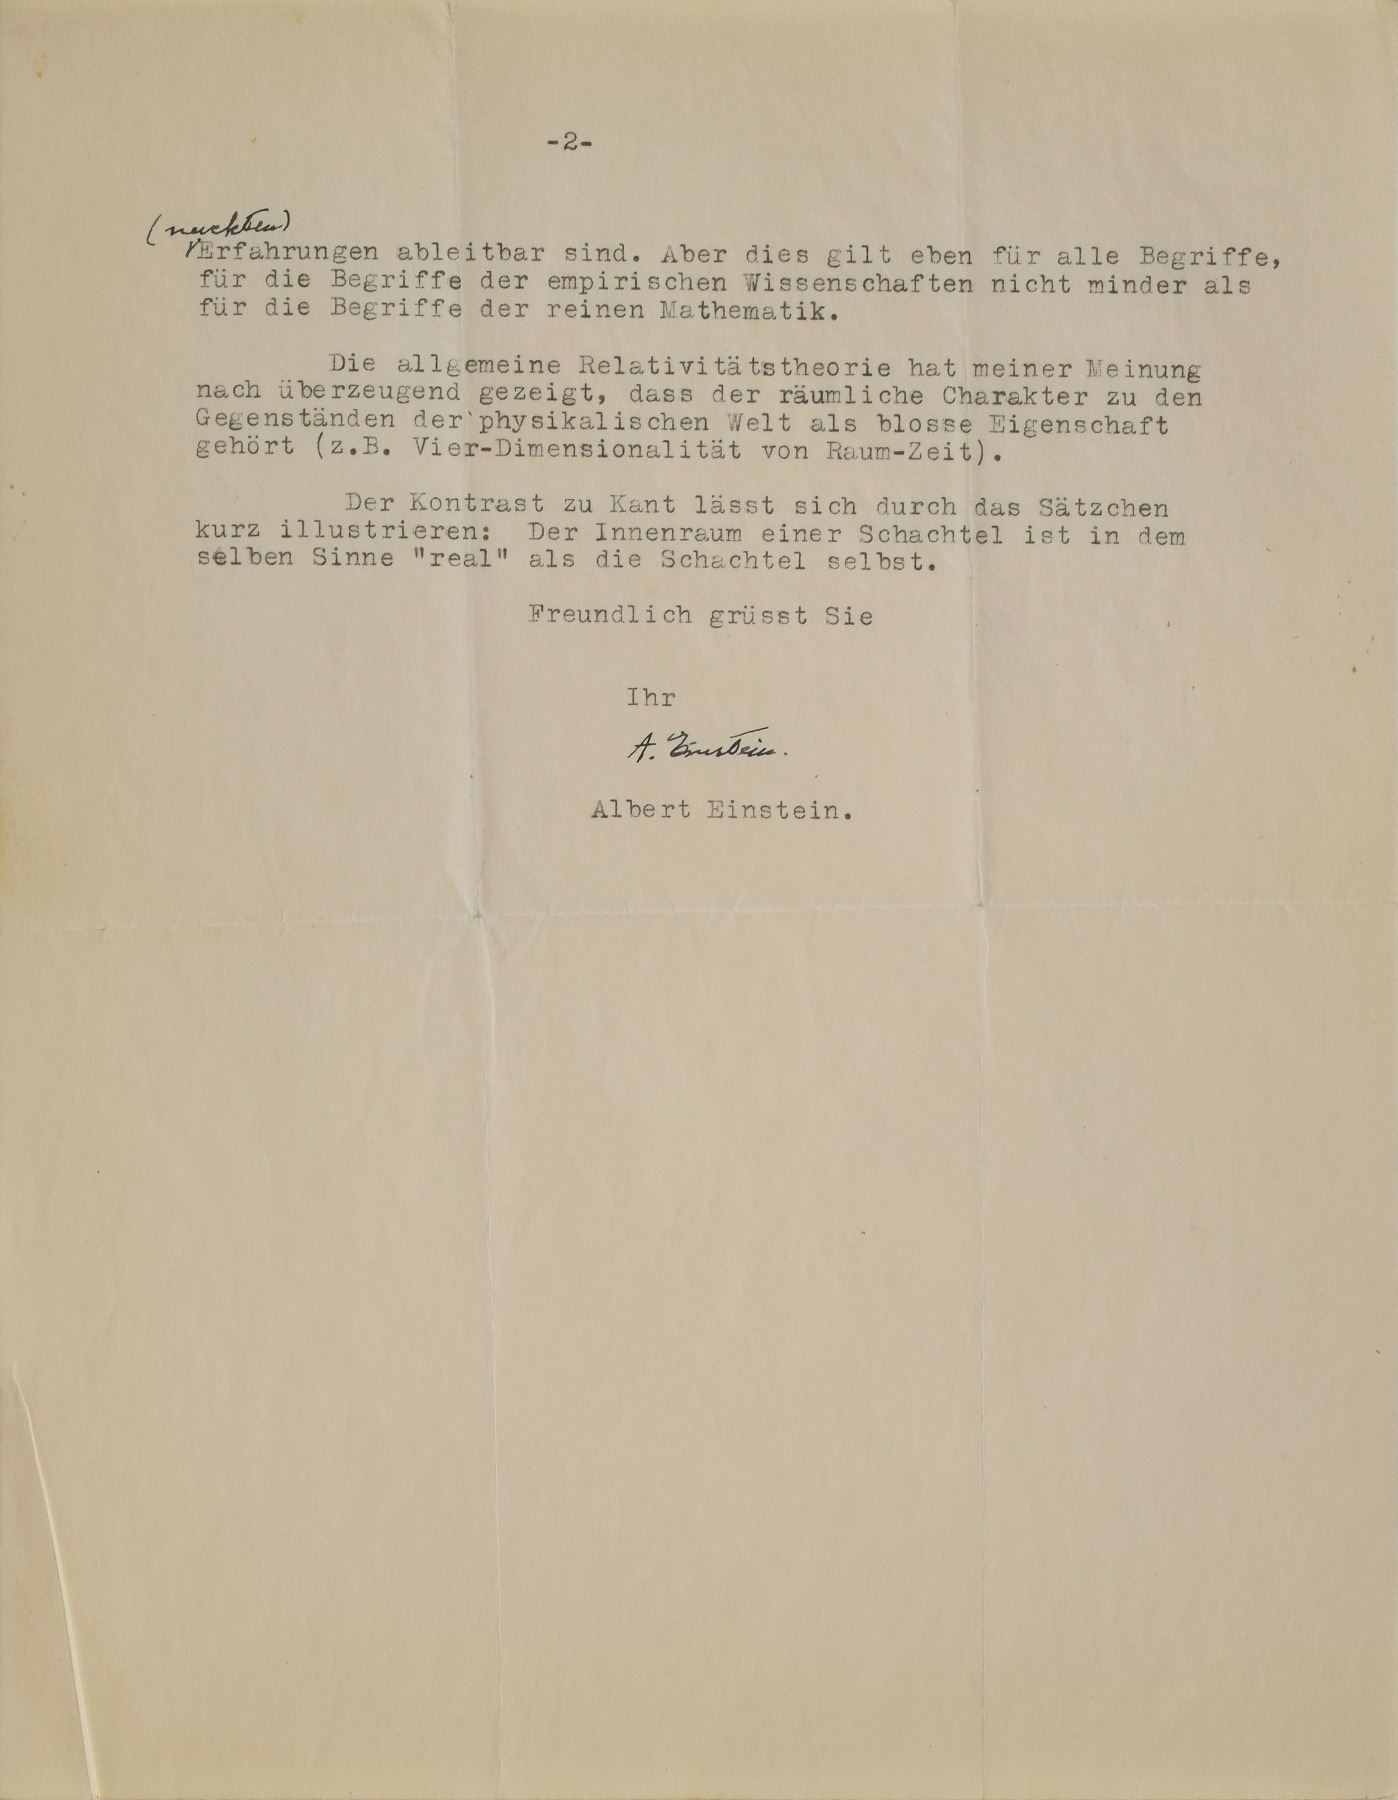 -2-
(nackten)
Erfahrungen ableitbar sind. Aber dies gilt eben für alle Begriffe,
für die Begriffe der empirischen Wissenschaften nicht minder als
für die Begriffe der reinen Mathematik.
Die allgemeine Relativitätstheorie hat meiner Meinung
nach überzeugend gezeigt, dass der räumliche Charakter zu den
Gegenständen der physikalischen Welt als blosse Eigenschaft
gehört (z.B. Vier-Dimensionalität von Raum-Zeit).
Der Kontrast zu Kant lässt sich durch das Sätzchen
kurz illustrieren: Der Innenraum einer Schachtel ist in dem
selben Sinne "real" als die Schachtel selbst.
Freundlich grüsst Sie
Ihr
A. Einstein.
Albert Einstein.